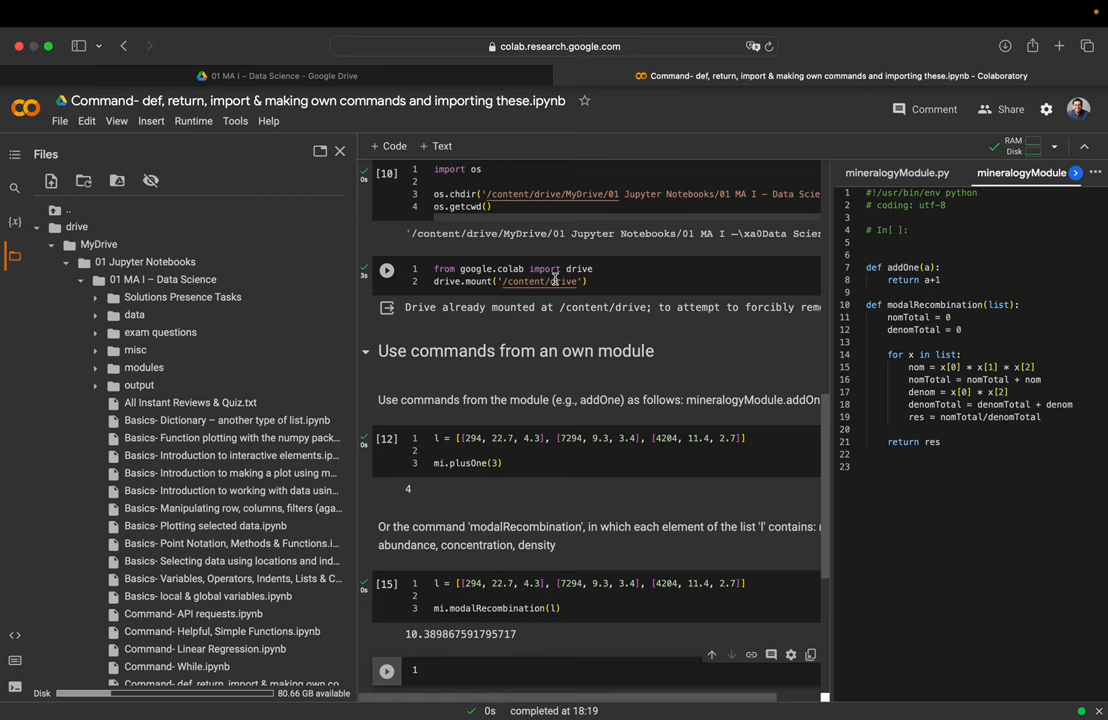 colab.research.google.com
01 MA I – Data Science - Google Drive
Command- def, return, import & making own commands and importing these.ipynb - Colaboratory
Command- def, return, import & making own commands and importing these.ipynb
Comment
Share
File Edit View Insert Runtime Tools Help
Files
+ Code + Text
RAM
Disk
..
drive
MyDrive
01 Jupyter Notebooks
01 MA I – Data Science
Solutions Presence Tasks
data
exam questions
misc
modules
output
All Instant Reviews & Quiz.txt
Basics- Dictionary – another type of list.ipynb
Basics- Function plotting with the numpy pack...
Basics- Introduction to interactive elements.ip...
Basics- Introduction to making a plot using m...
Basics- Introduction to working with data usin...
Basics- Manipulating row, columns, filters (aga...
Basics- Plotting selected data.ipynb
Basics- Point Notation, Methods & Functions.i...
Basics- Selecting data using locations and ind...
Basics- Variables, Operators, Indents, Lists & C...
Basics- local & global variables.ipynb
Command- API requests.ipynb
Command- Helpful, Simple Functions.ipynb
Command- Linear Regression.ipynb
Command- While.ipynb
Command- def, return, import & making own co...
Disk 80.66 GB available
[10] 1 import os
0s 2
3 os.chdir('/content/drive/MyDrive/01 Jupyter Notebooks/01 MA I – Data Scie
4 os.getcwd()
'/content/drive/MyDrive/01 Jupyter Notebooks/01 MA I –\xa0Data Scien
1 from google.colab import drive
3s 2 drive.mount('/content/drive')
Drive already mounted at /content/drive; to attempt to forcibly remo
Use commands from an own module
Use commands from the module (e.g., addOne) as follows: mineralogyModule.addOn
[12] 1 l = [[294, 22.7, 4.3], [7294, 9.3, 3.4], [4204, 11.4, 2.7]]
0s 2
3 mi.plusOne(3)
4
Or the command 'modalRecombination', in which each element of the list 'l' contains:
abundance, concentration, density
[15] 1 l = [[294, 22.7, 4.3], [7294, 9.3, 3.4], [4204, 11.4, 2.7]]
0s 2
3 mi.modalRecombination(l)
10.389867591795717
1
mineralogyModule.py
mineralogyModule
1 #!/usr/bin/env python
2 # coding: utf-8
3
4 # In[ ]:
5
6
7 def addOne(a):
8 return a+1
9
10 def modalRecombination(list):
11 nomTotal = 0
12 denomTotal = 0
13
14 for x in list:
15 nom = x[0] * x[1] * x[2]
16 nomTotal = nomTotal + nom
17 denom = x[0] * x[2]
18 denomTotal = denomTotal + denom
19 res = nomTotal/denomTotal
20
21 return res
22
23
0s completed at 18:19